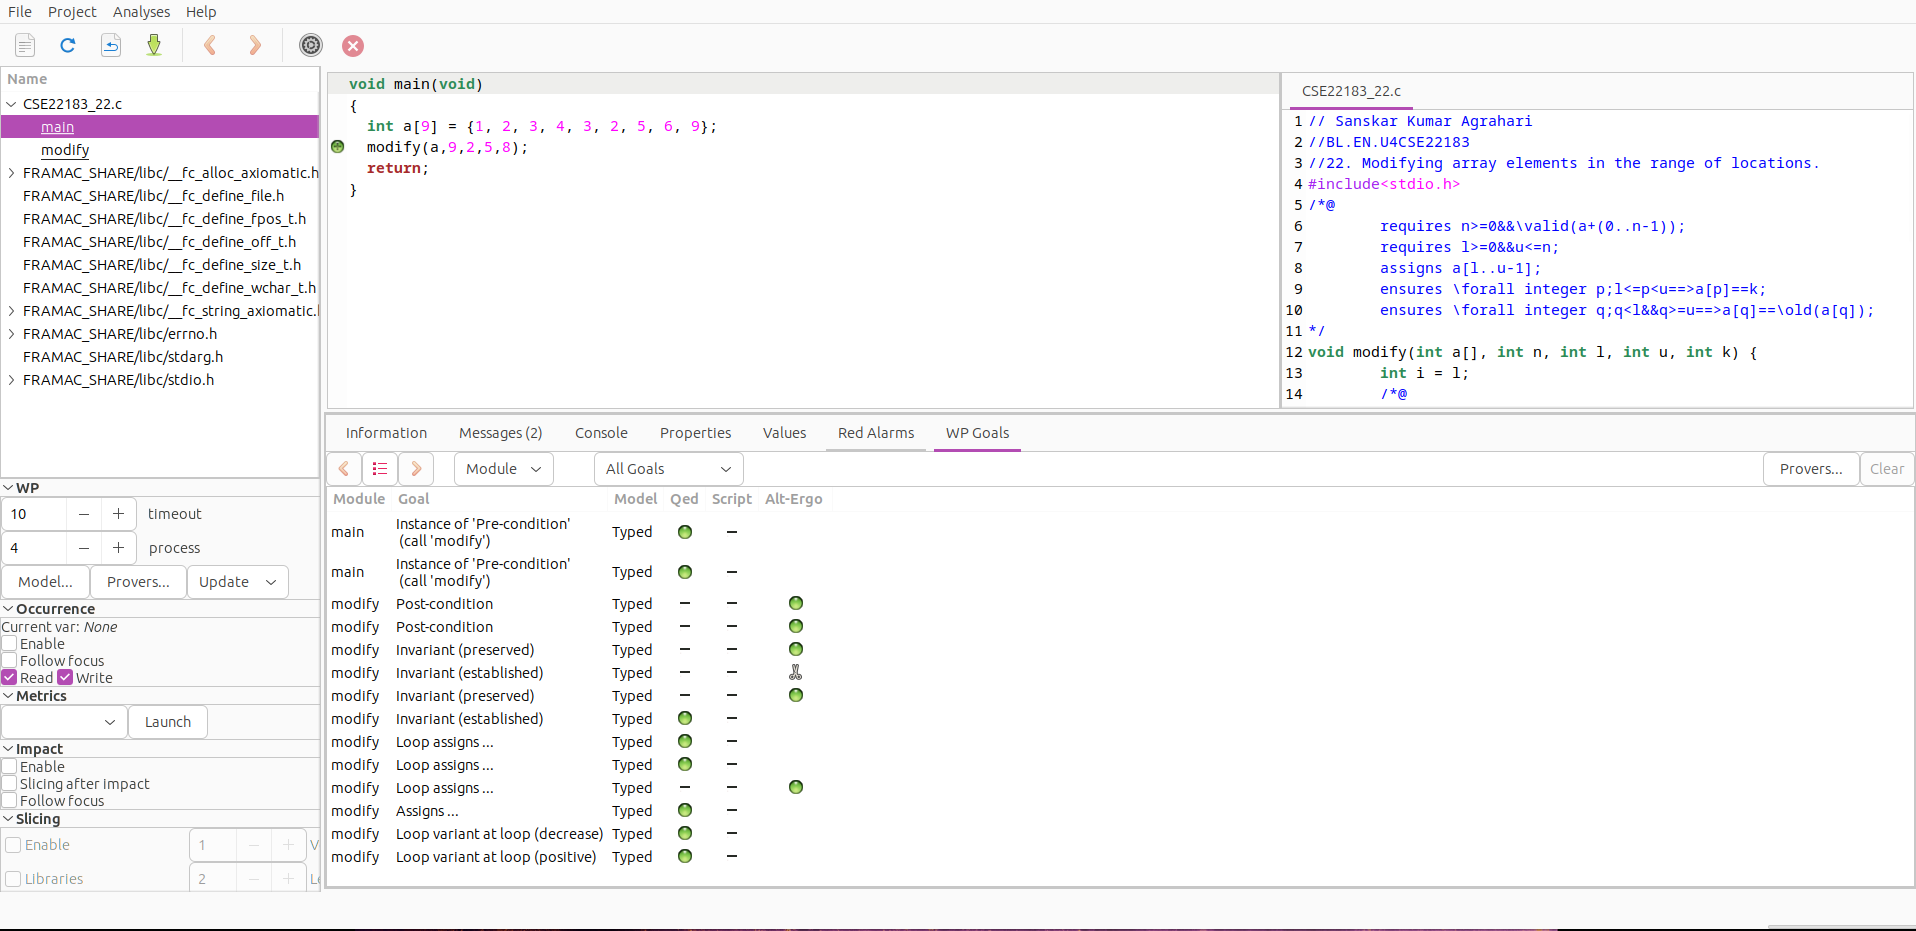 File Project Analyses Help
Name
CSE22183_22.c
main
modify
FRAMAC_SHARE/libc/__fc_alloc_axiomatic.h
FRAMAC_SHARE/libc/__fc_define_file.h
FRAMAC_SHARE/libc/__fc_define_fpos_t.h
FRAMAC_SHARE/libc/__fc_define_off_t.h
FRAMAC_SHARE/libc/__fc_define_size_t.h
FRAMAC_SHARE/libc/__fc_define_wchar_t.h
FRAMAC_SHARE/libc/__fc_string_axiomatic.
FRAMAC_SHARE/libc/errno.h
FRAMAC_SHARE/libc/stdarg.h
FRAMAC_SHARE/libc/stdio.h
WP
10 timeout
4 process
Model... Provers... Update
Occurrence
Current var: None
Enable
Follow focus
Read Write
Metrics
Launch
Impact
Enable
Slicing after impact
Follow focus
Slicing
Enable 1 V
Libraries 2 Le
void main(void)
{
int a[9] = {1, 2, 3, 4, 3, 2, 5, 6, 9};
modify(a,9,2,5,8);
return;
}
CSE22183_22.c
1 // Sanskar Kumar Agrahari
2 //BL.EN.U4CSE22183
3 //22. Modifying array elements in the range of locations.
4 #include<stdio.h>
5 /*@
6 requires n>=0&&\valid(a+(0..n-1));
7 requires l>=0&&u<=n;
8 assigns a[l..u-1];
9 ensures \forall integer p;l<=p<u==>a[p]==k;
10 ensures \forall integer q;q<l&&q>=u==>a[q]==\old(a[q]);
11 */
12 void modify(int a[], int n, int l, int u, int k) {
13 int i = l;
14 /*@
Information Messages (2) Console Properties Values Red Alarms WP Goals
Module All Goals Provers... Clear
Module Goal Model Qed Script Alt-Ergo
main Instance of 'Pre-condition' (call 'modify') Typed
main Instance of 'Pre-condition' (call 'modify') Typed
modify Post-condition Typed
modify Post-condition Typed
modify Invariant (preserved) Typed
modify Invariant (established) Typed
modify Invariant (preserved) Typed
modify Invariant (established) Typed
modify Loop assigns ... Typed
modify Loop assigns ... Typed
modify Loop assigns ... Typed
modify Assigns ... Typed
modify Loop variant at loop (decrease) Typed
modify Loop variant at loop (positive) Typed